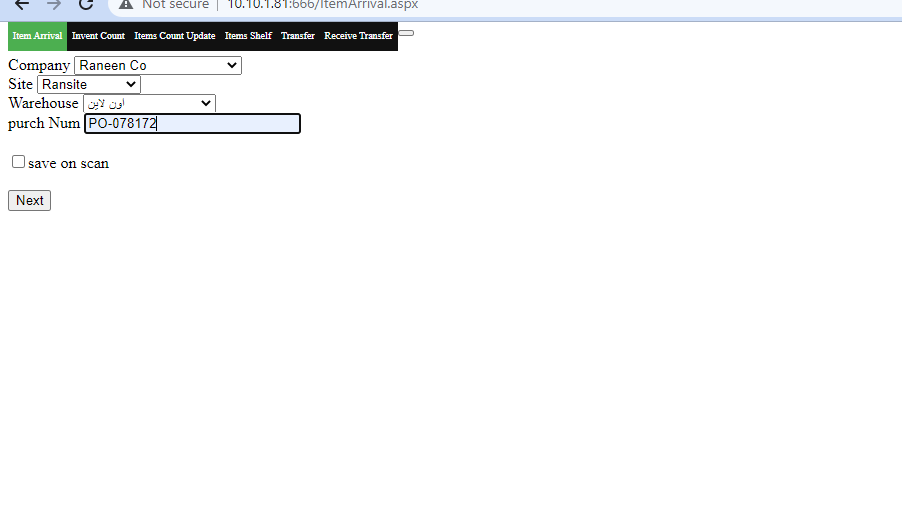 Not secure | 10.10.1.81:666/ItemArrival.aspx
Item Arrival Invent Count Items Count Update Items Shelf Transfer Receive Transfer
Company Raneen Co
Site Ransite
Warehouse اون لاين
purch Num PO-078172
save on scan
Next